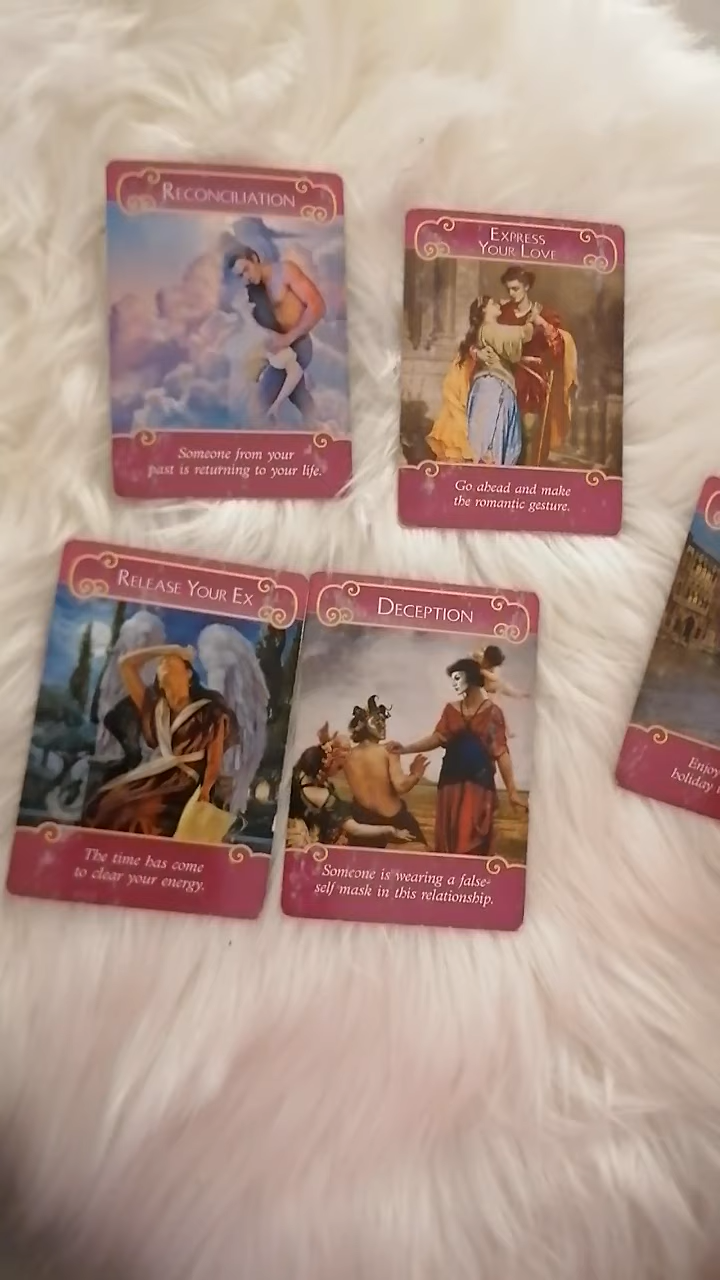 RECONCILIATION
Someone from your
past is returning to your life.
EXPRESS
YOUR LOVE
Go ahead and make
the romantic gesture.
RELEASE YOUR EX
The time has come
to clear your energy.
DECEPTION
Someone is wearing a false-
self mask in this relationship.
Enjoy
holiday